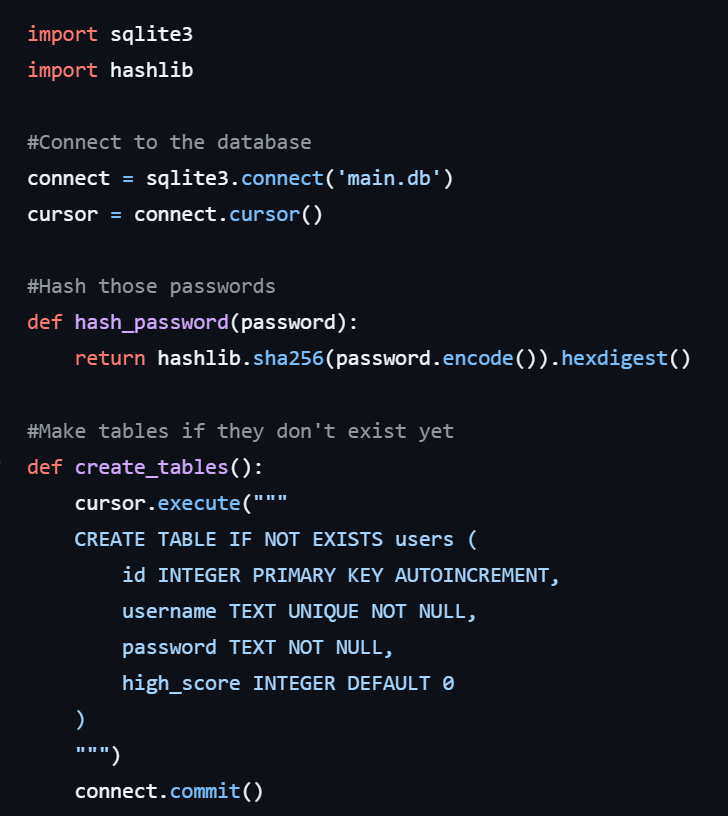 import sqlite3
import hashlib
#Connect to the database
connect = sqlite3.connect('main.db')
cursor = connect.cursor()
#Hash those passwords
def hash_password(password):
    return hashlib.sha256(password.encode()).hexdigest()
#Make tables if they don't exist yet
def create_tables():
    cursor.execute("""
    CREATE TABLE IF NOT EXISTS users (
        id INTEGER PRIMARY KEY AUTOINCREMENT,
        username TEXT UNIQUE NOT NULL,
        password TEXT NOT NULL,
        high_score INTEGER DEFAULT 0
    )
    """)
    connect.commit()